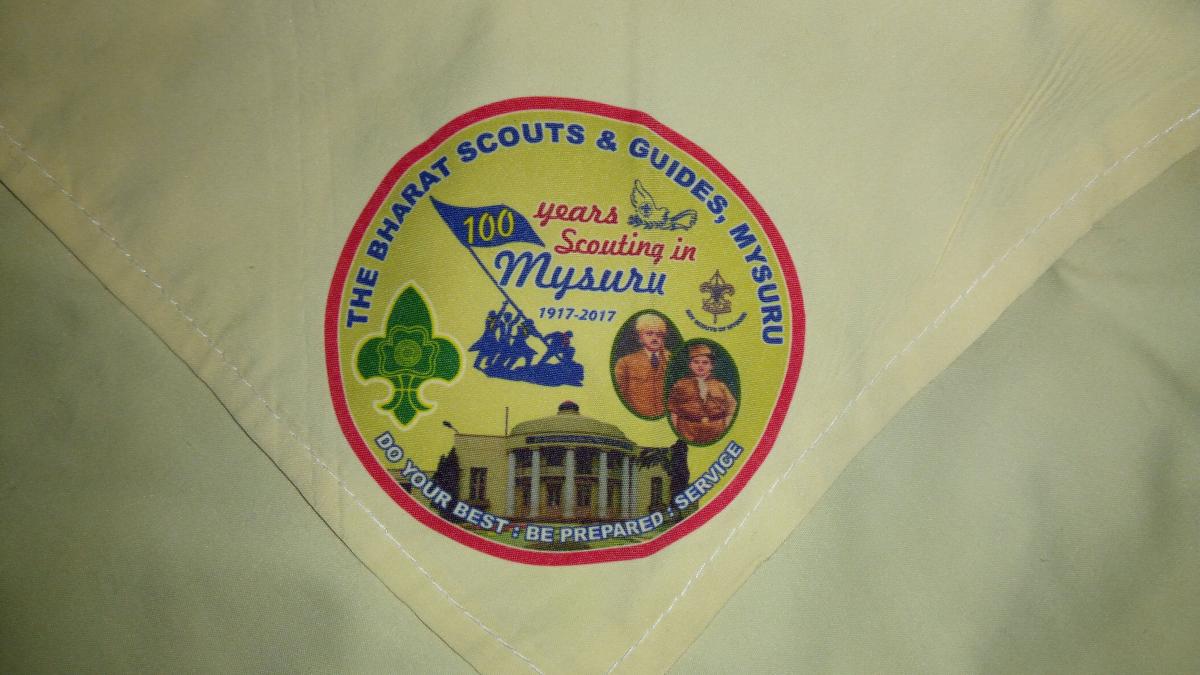 THE BHARAT SCOUTS & GUIDES, MYSURU
100
years
Scouting in
Mysuru
1917-2017
DO YOUR BEST : BE PREPARED : SERVICE